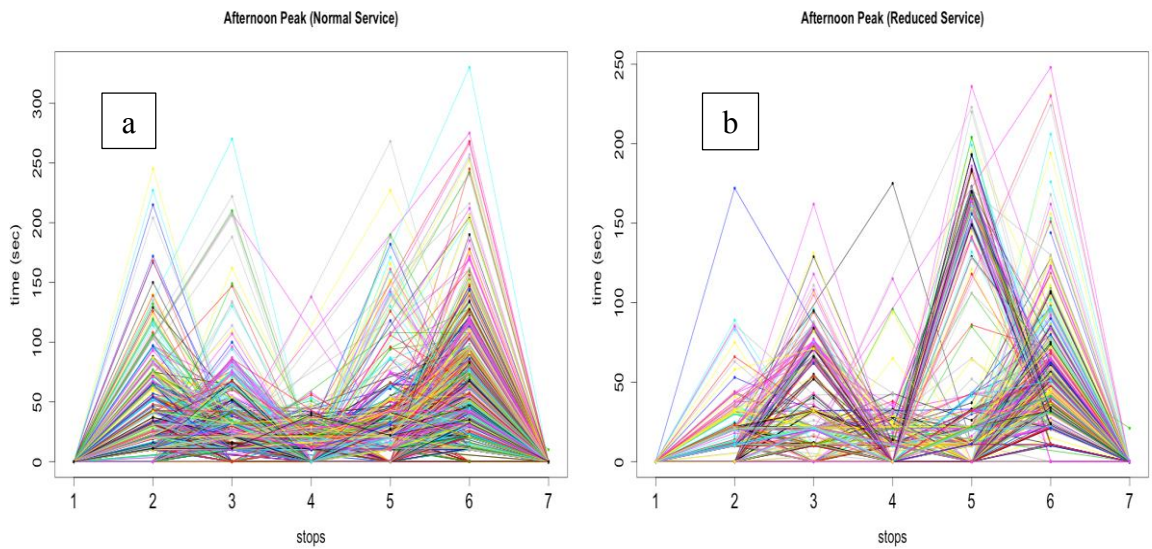 Afternoon Peak (Normal Service)
a
time (sec)
300
250
200
150
100
50
0
1 2 3 4 5 6 7
stops
Afternoon Peak (Reduced Service)
b
time (sec)
250
200
150
100
50
0
1 2 3 4 5 6 7
stops